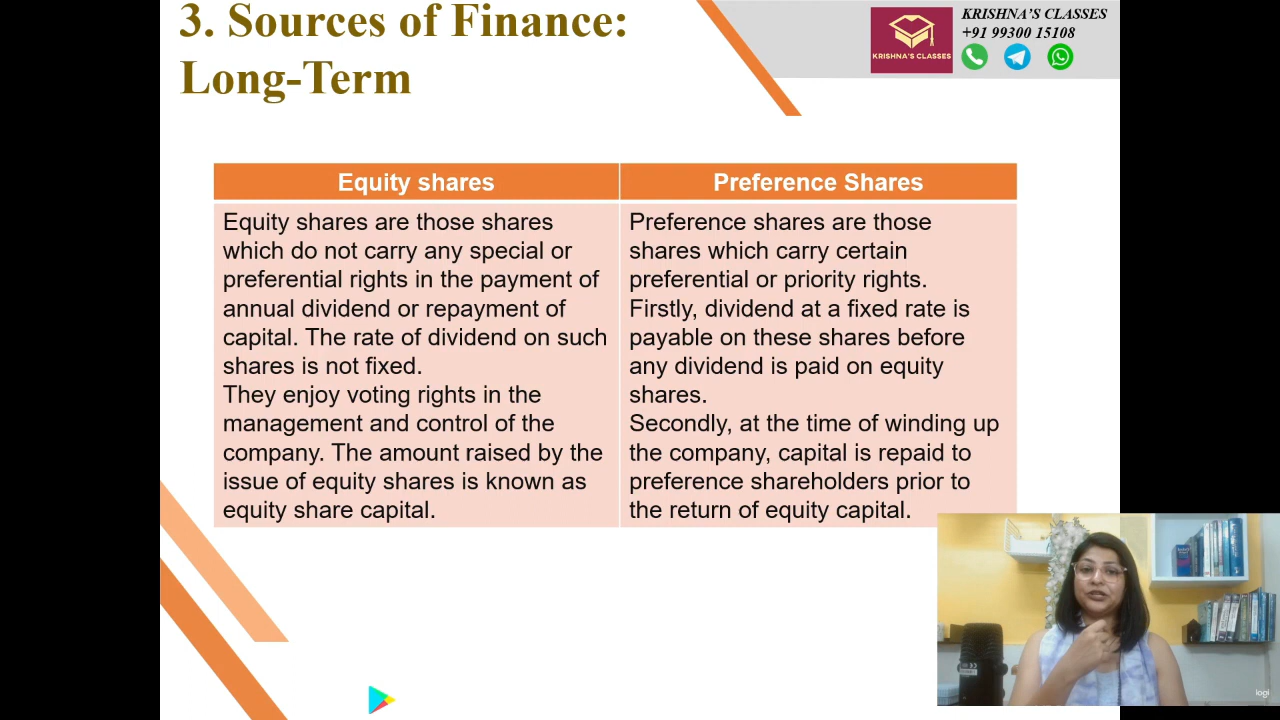 3. Sources of Finance:
Long-Term
KRISHNA'S CLASSES
KRISHNA'S CLASSES
+91 99300 15108
Equity shares
Equity shares are those shares
which do not carry any special or
preferential rights in the payment of
annual dividend or repayment of
capital. The rate of dividend on such
shares is not fixed.
They enjoy voting rights in the
management and control of the
company. The amount raised by the
issue of equity shares is known as
equity share capital.
Preference Shares
Preference shares are those
shares which carry certain
preferential or priority rights.
Firstly, dividend at a fixed rate is
payable on these shares before
any dividend is paid on equity
shares.
Secondly, at the time of winding up
the company, capital is repaid to
preference shareholders prior to
the return of equity capital.
logi